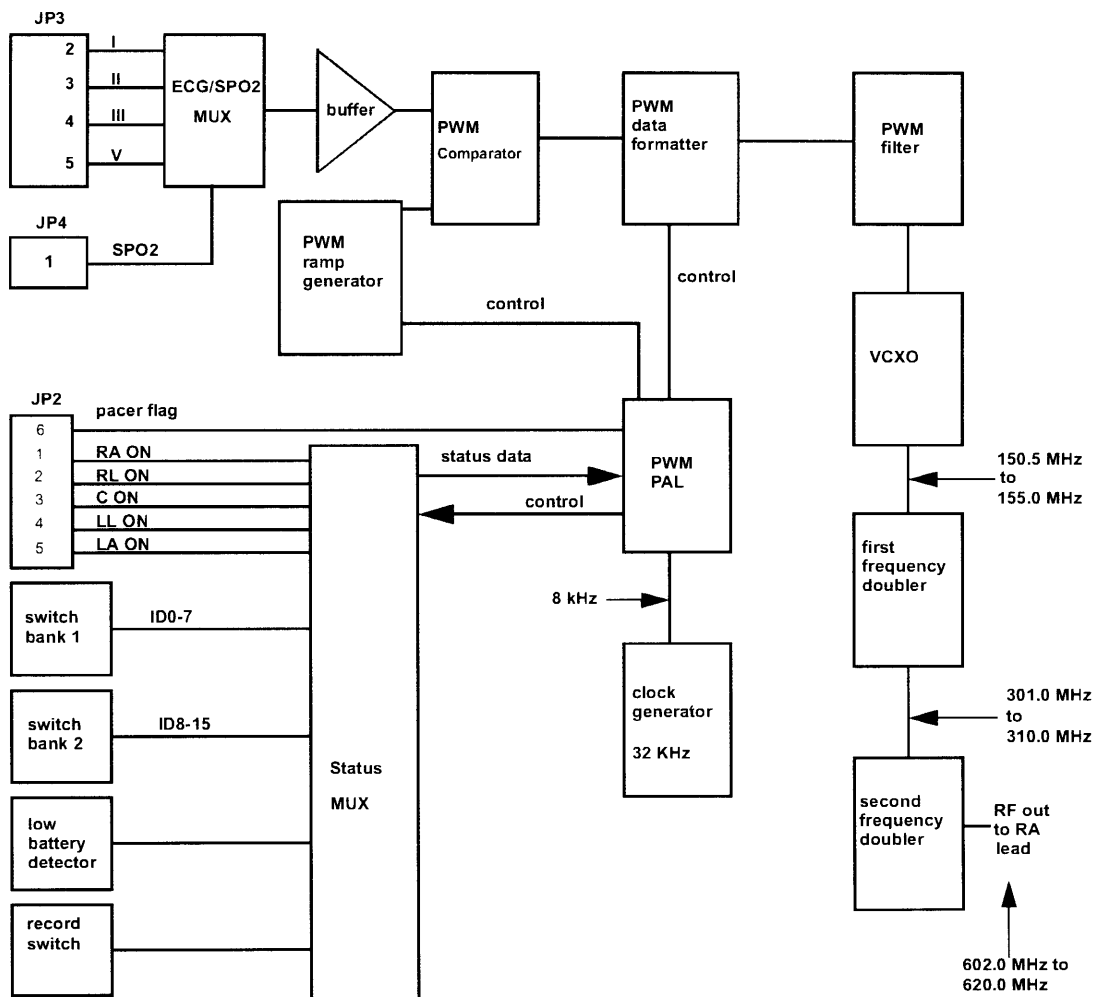 JP3
2
I
3
II
4
III
5
V
ECG/SPO2
MUX
buffer
PWM
Comparator
PWM
data
formatter
PWM
filter
JP4
1
SPO2
PWM
ramp
generator
control
control
VCXO
150.5 MHz
to
155.0 MHz
JP2
6
pacer flag
1
RA ON
2
RL ON
3
C ON
4
LL ON
5
LA ON
status data
control
PWM
PAL
first
frequency
doubler
8 kHz
switch
bank 1
ID0-7
switch
bank 2
ID8-15
Status
MUX
clock
generator
32 KHz
301.0 MHz
to
310.0 MHz
low
battery
detector
second
frequency
doubler
RF out
to RA
lead
record
switch
602.0 MHz to
620.0 MHz